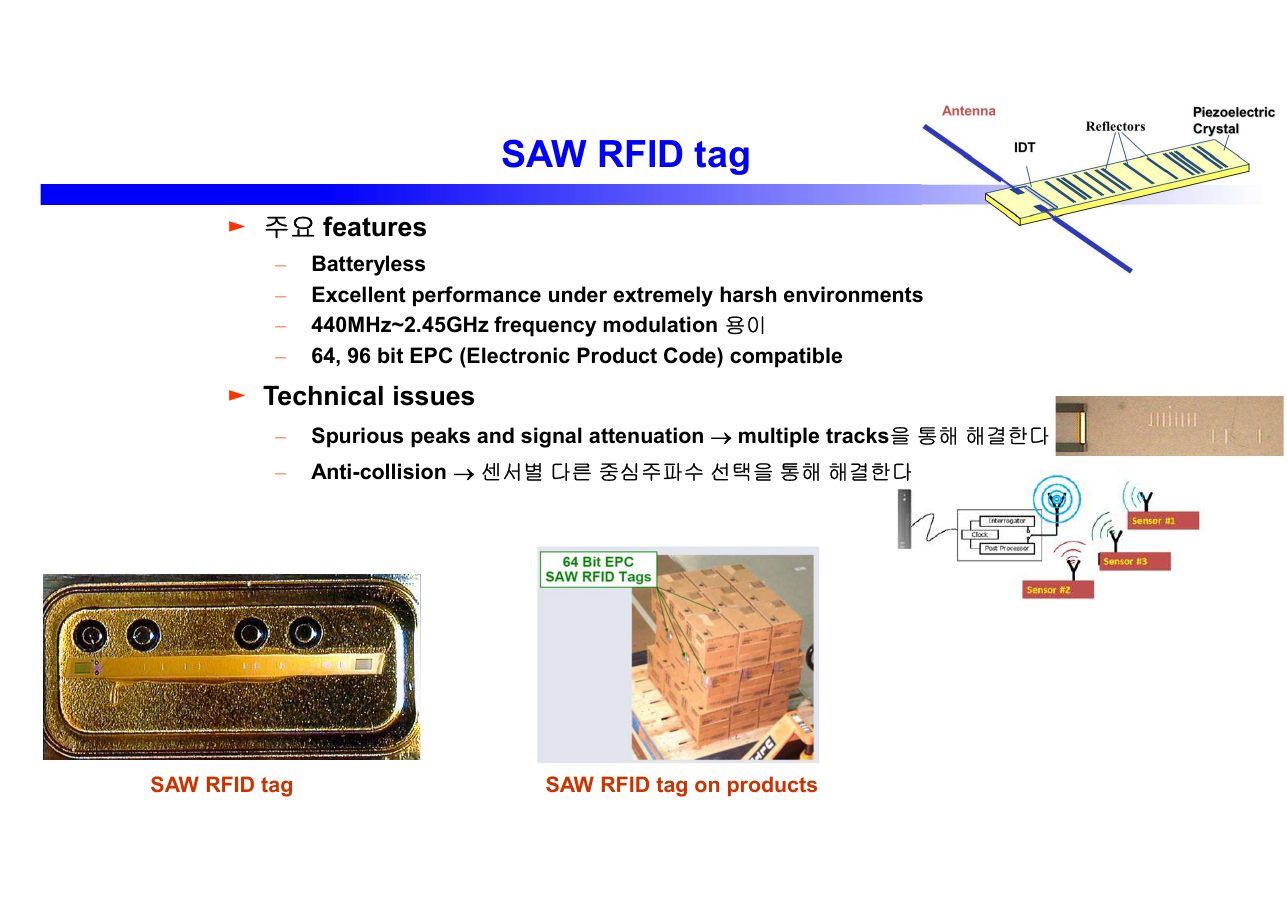 SAW RFID tag
Antenna
Reflectors
Piezoelectric
Crystal
IDT
► 주요 features
– Batteryless
– Excellent performance under extremely harsh environments
– 440MHz~2.45GHz frequency modulation 용이
– 64, 96 bit EPC (Electronic Product Code) compatible
► Technical issues
– Spurious peaks and signal attenuation → multiple tracks을 통해 해결한다
– Anti-collision → 센서별 다른 중심주파수 선택을 통해 해결한다
Interrogator
Clock
Post Processor
Sensor #1
Sensor #3
Sensor #2
64 Bit EPC
SAW RFID Tags
SAW RFID tag
SAW RFID tag on products